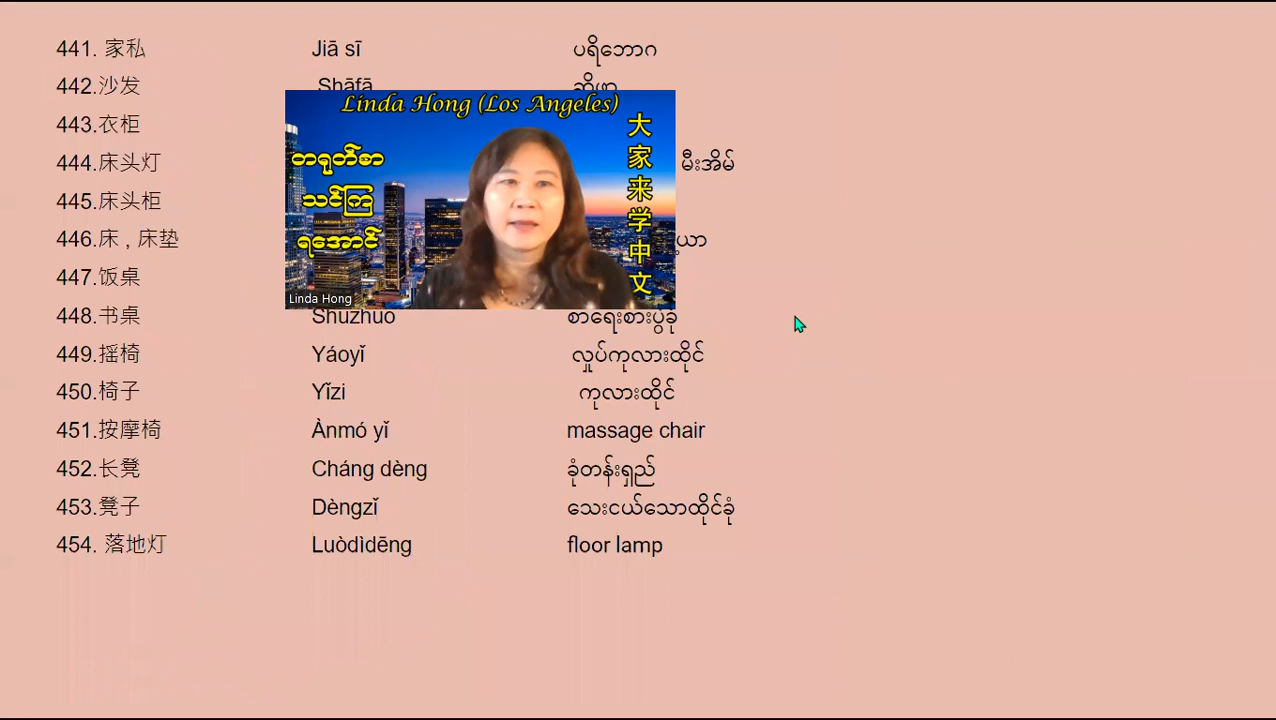 441. 家私 Jiā sī ပရိဘောဂ
442.沙发 Shāfā ဆိုဖာ
443.衣柜
444.床头灯 မီးအိမ်
445.床头柜
446.床 , 床垫
447.饭桌
448.书桌 Shūzhuō စာရေးစားပွဲခုံ
449.摇椅 Yáoyǐ လှုပ်ကုလားထိုင်
450.椅子 Yǐzi ကုလားထိုင်
451.按摩椅 Ànmó yǐ massage chair
452.长凳 Cháng dèng ခုံတန်းရှည်
453.凳子 Dèngzǐ သေးငယ်သောထိုင်ခုံ
454. 落地灯 Luòdìdēng floor lamp
Linda Hong (Los Angeles)
တရုတ်စာ
သင်ကြ
ရအောင်
大家来学中文
Linda Hong